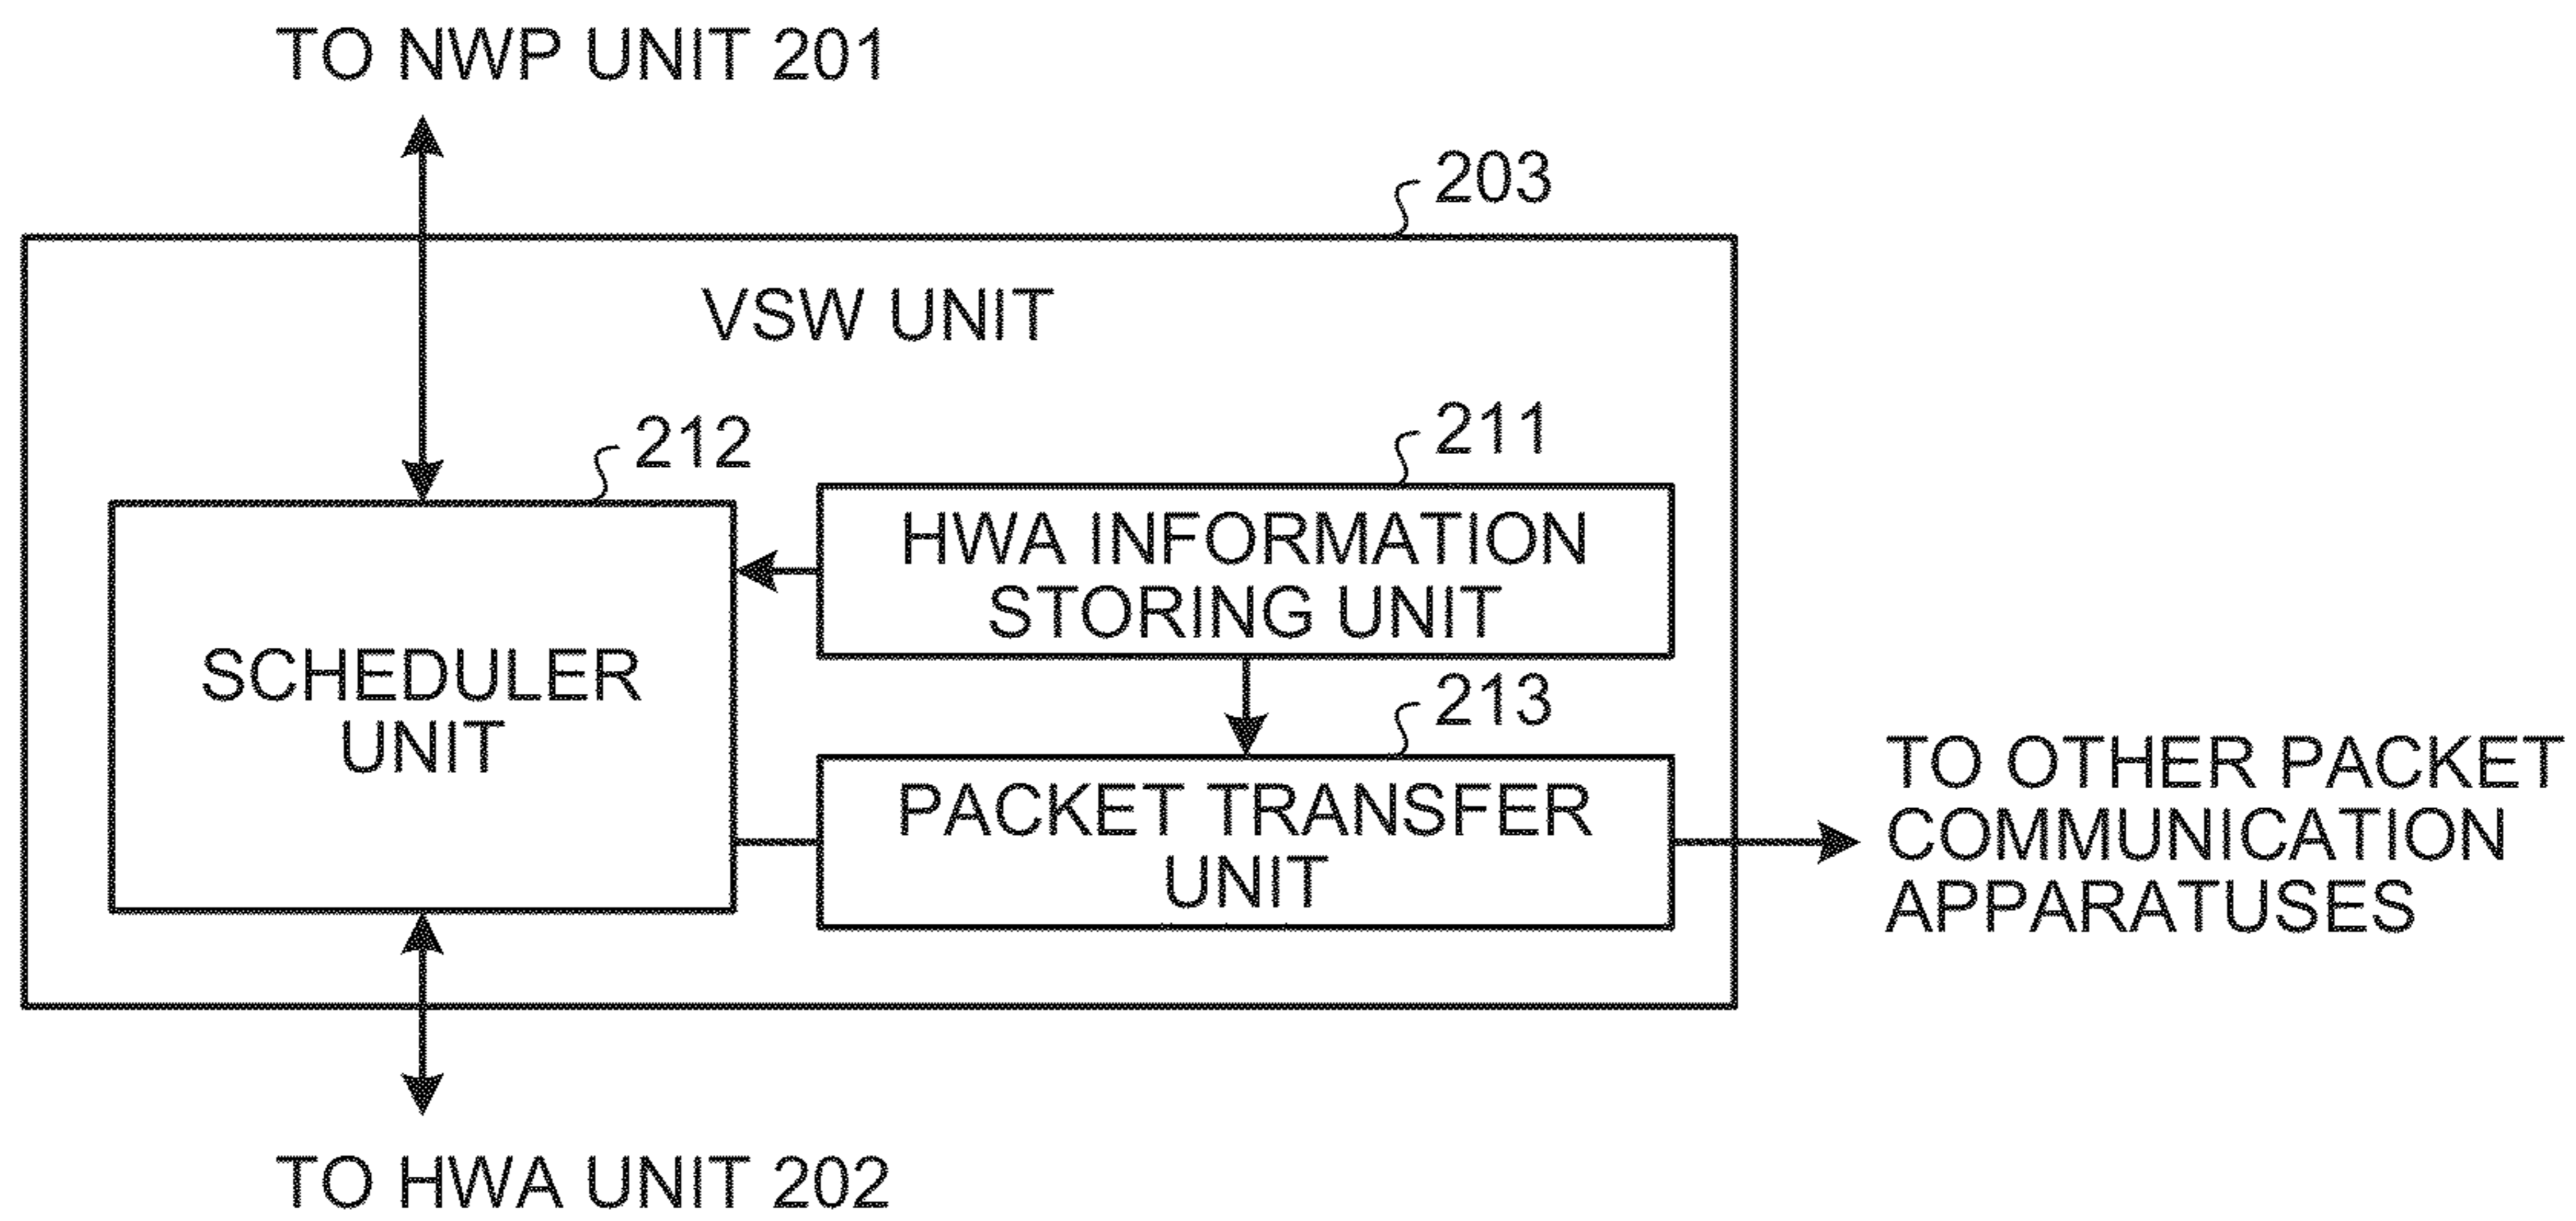 TO NWP UNIT 201
203
VSW UNIT
212
211
HWA INFORMATION
STORING UNIT
SCHEDULER
UNIT
213
PACKET TRANSFER
UNIT
TO OTHER PACKET
COMMUNICATION
APPARATUSES
TO HWA UNIT 202